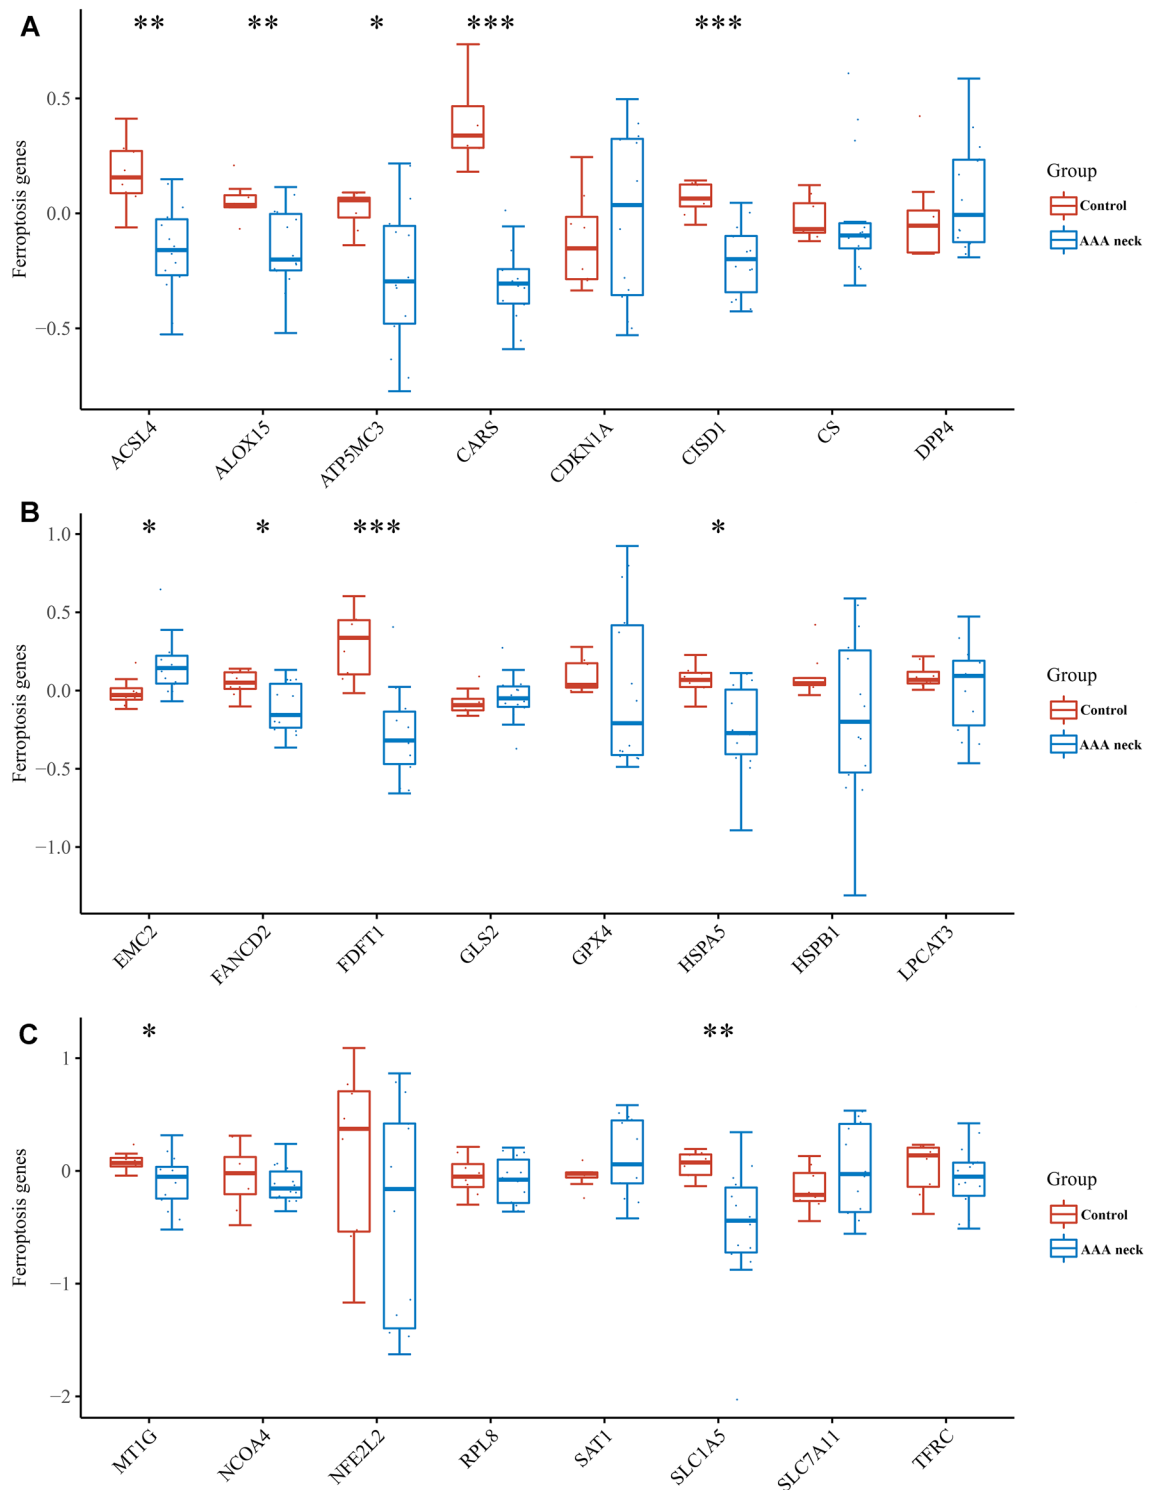 A
** ** * *** ***
Ferroptosis genes
0.5
0.0
−0.5
ACSL4 ALOX15 ATP5MC3 CARS CDKN1A CISD1 CS DPP4
Group
Control
AAA neck
B
* * *** *
Ferroptosis genes
1.0
0.5
0.0
−0.5
−1.0
EMC2 FANCD2 FDFT1 GLS2 GPX4 HSPA5 HSPB1 LPCAT3
Group
Control
AAA neck
C
* **
Ferroptosis genes
1
0
−1
−2
MT1G NCOA4 NFE2L2 RPL8 SAT1 SLC1A5 SLC7A11 TFRC
Group
Control
AAA neck